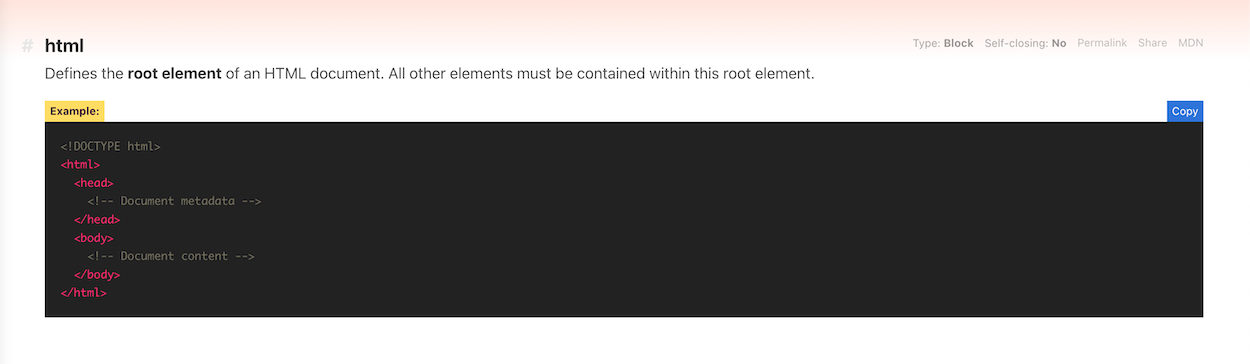 # html
Type: Block Self-closing: No Permalink Share MDN
Defines the root element of an HTML document. All other elements must be contained within this root element.
Example:
Copy
<!DOCTYPE html>
<html>
  <head>
    <!-- Document metadata -->
  </head>
  <body>
    <!-- Document content -->
  </body>
</html>